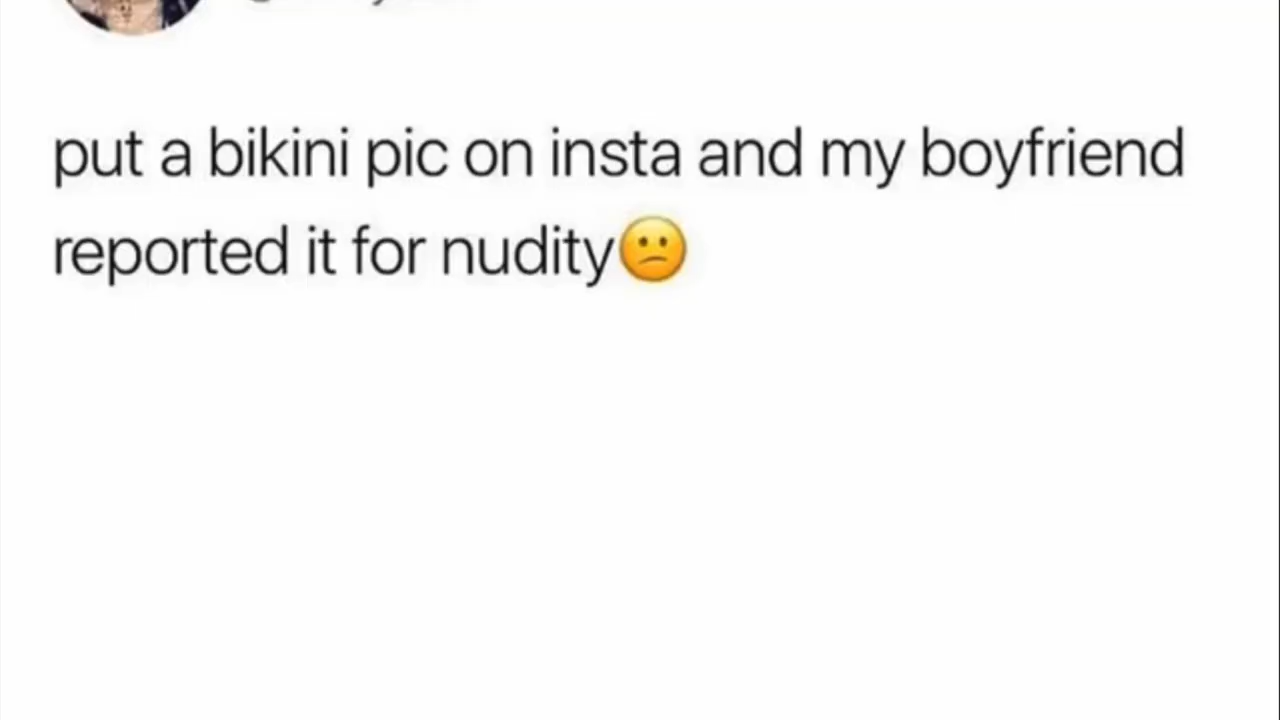 put a bikini pic on insta and my boyfriend
reported it for nudity😕